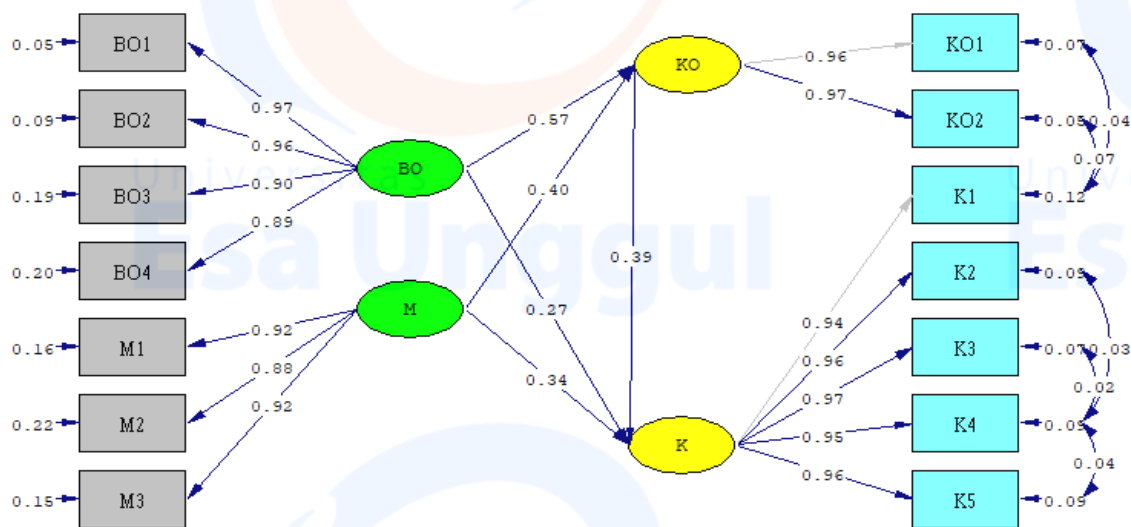 0.05 BO1
0.09 BO2
0.19 BO3
0.20 BO4
0.16 M1
0.22 M2
0.15 M3
0.97
0.96
0.90
0.89
0.92
0.88
0.92
BO
M
0.57
0.40
0.27
0.34
KO
0.39
K
0.96
0.97
0.94
0.96
0.97
0.95
0.96
KO1 0.07
KO2 0.05 0.04
0.07
K1 0.12
K2 0.09
K3 0.07 0.03
0.02
K4 0.09
0.04
K5 0.09
Universitas
Esa Unggul
Univ
Es